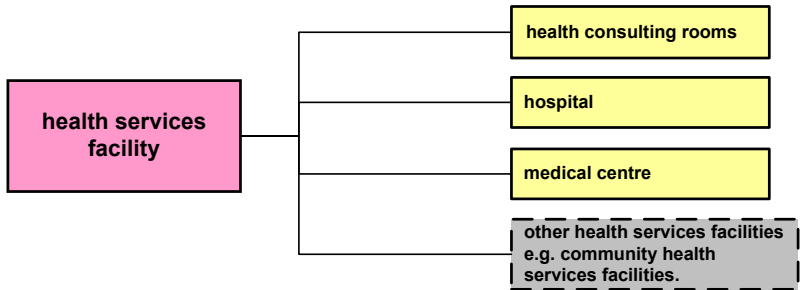 health services
facility
health consulting rooms
hospital
medical centre
other health services facilities
e.g. community health
services facilities.